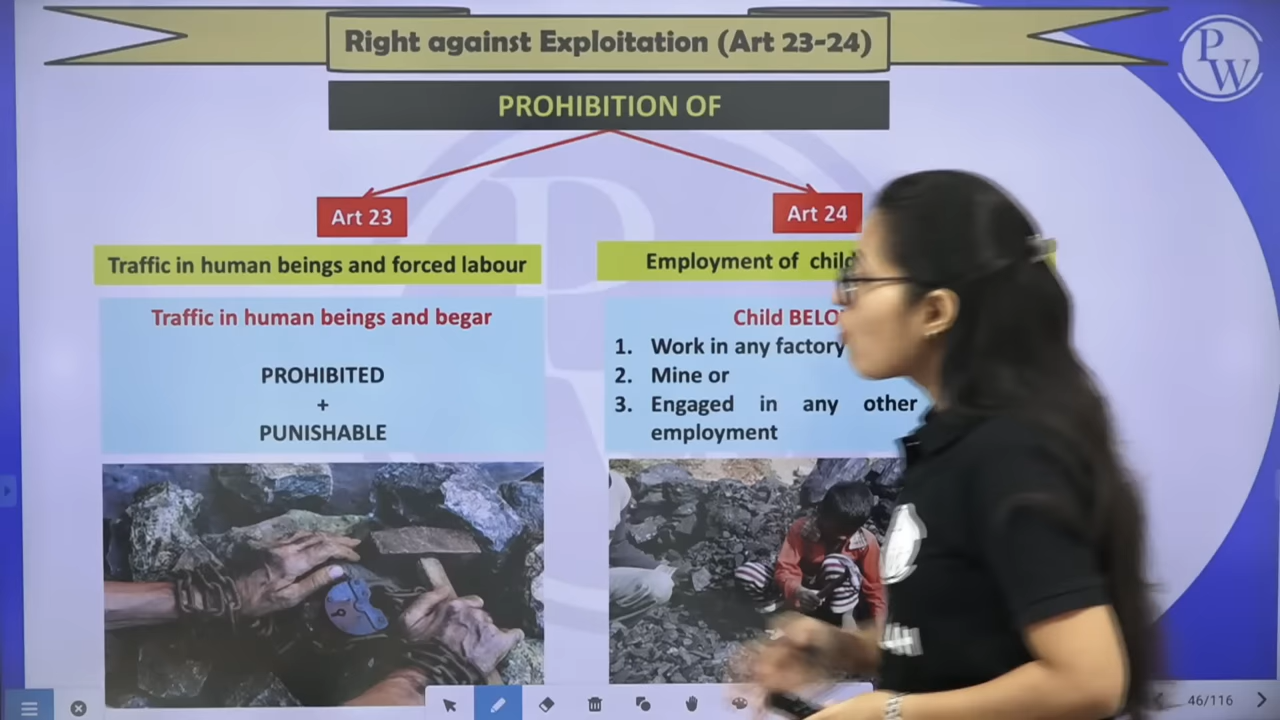 Right against Exploitation (Art 23-24)
PW
PROHIBITION OF
Art 23
Art 24
Traffic in human beings and forced labour
Employment of child
Traffic in human beings and begar
PROHIBITED
+
PUNISHABLE
Child BELO
1. Work in any factory
2. Mine or
3. Engaged in any other
employment
46/116